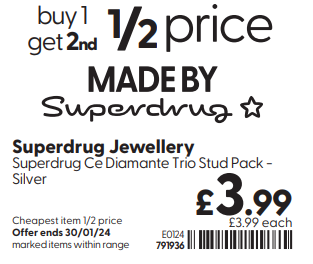 buy 1
get 2nd
1/2 price
MADE BY
Superdrug
Superdrug Jewellery
Superdrug Ce Diamante Trio Stud Pack -
Silver
£3.99
£3.99 each
Cheapest item 1/2 price
Offer ends 30/01/24
marked items within range
E0124
791936